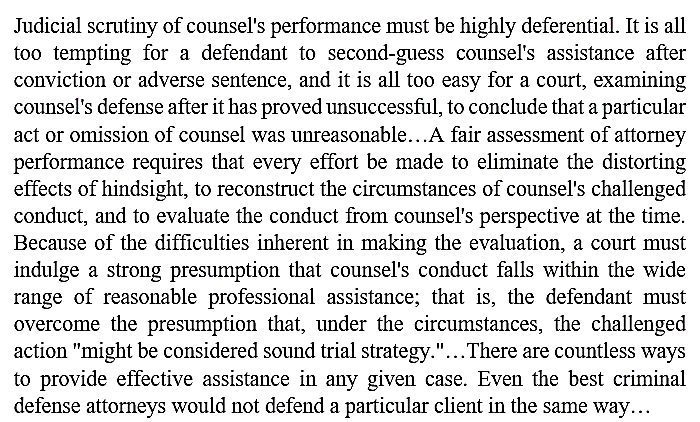 Judicial scrutiny of counsel's performance must be highly deferential. It is all
too tempting for a defendant to second-guess counsel's assistance after
conviction or adverse sentence, and it is all too easy for a court, examining
counsel's defense after it has proved unsuccessful, to conclude that a particular
act or omission of counsel was unreasonable…A fair assessment of attorney
performance requires that every effort be made to eliminate the distorting
effects of hindsight, to reconstruct the circumstances of counsel's challenged
conduct, and to evaluate the conduct from counsel's perspective at the time.
Because of the difficulties inherent in making the evaluation, a court must
indulge a strong presumption that counsel's conduct falls within the wide
range of reasonable professional assistance; that is, the defendant must
overcome the presumption that, under the circumstances, the challenged
action "might be considered sound trial strategy."…There are countless ways
to provide effective assistance in any given case. Even the best criminal
defense attorneys would not defend a particular client in the same way…